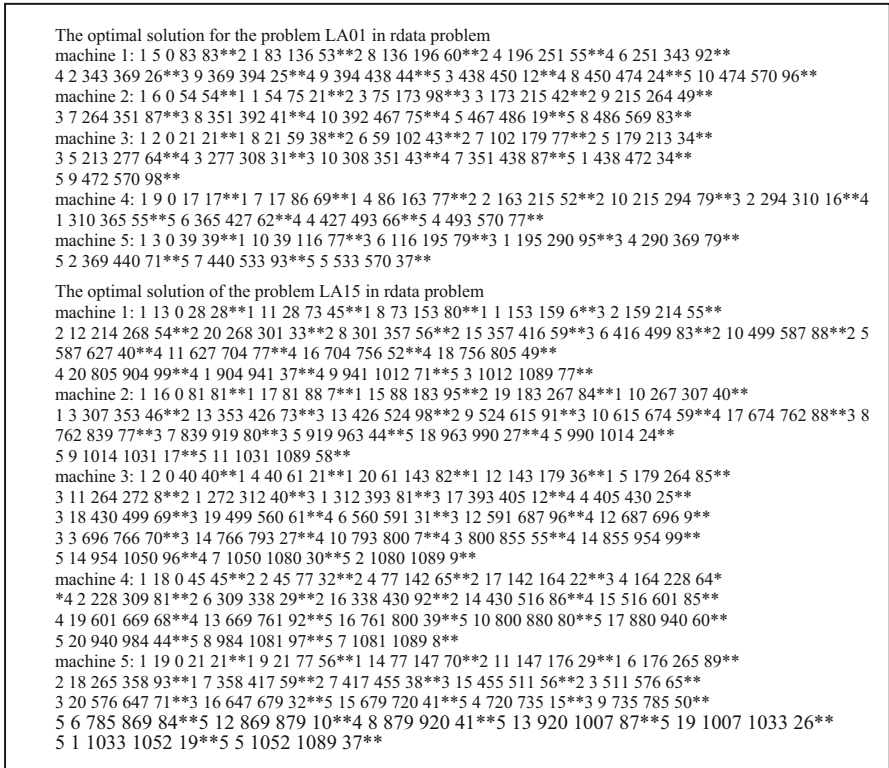 The optimal solution for the problem LA01 in rdata problem
machine 1: 1 5 0 83 83**2 1 83 136 53**2 8 136 196 60**2 4 196 251 55**4 6 251 343 92**
4 2 343 369 26**3 9 369 394 25**4 9 394 438 44**5 3 438 450 12**4 8 450 474 24**5 10 474 570 96**
machine 2: 1 6 0 54 54**1 1 54 75 21**2 3 75 173 98**3 3 173 215 42**2 9 215 264 49**
3 7 264 351 87**3 8 351 392 41**4 10 392 467 75**4 5 467 486 19**5 8 486 569 83**
machine 3: 1 2 0 21 21**1 8 21 59 38**2 6 59 102 43**2 7 102 179 77**2 5 179 213 34**
3 5 213 277 64**4 3 277 308 31**3 10 308 351 43**4 7 351 438 87**5 1 438 472 34**
5 9 472 570 98**
machine 4: 1 9 0 17 17**1 7 17 86 69**1 4 86 163 77**2 2 163 215 52**2 10 215 294 79**3 2 294 310 16**4
1 310 365 55**5 6 365 427 62**4 4 427 493 66**5 4 493 570 77**
machine 5: 1 3 0 39 39**1 10 39 116 77**3 6 116 195 79**3 1 195 290 95**3 4 290 369 79**
5 2 369 440 71**5 7 440 533 93**5 5 533 570 37**
The optimal solution of the problem LA15 in rdata problem
machine 1: 1 13 0 28 28**1 11 28 73 45**1 8 73 153 80**1 1 153 159 6**3 2 159 214 55**
2 12 214 268 54**2 20 268 301 33**2 8 301 357 56**2 15 357 416 59**3 6 416 499 83**2 10 499 587 88**2 5
587 627 40**4 11 627 704 77**4 16 704 756 52**4 18 756 805 49**
4 20 805 904 99**4 1 904 941 37**4 9 941 1012 71**5 3 1012 1089 77**
machine 2: 1 16 0 81 81**1 17 81 88 7**1 15 88 183 95**2 19 183 267 84**1 10 267 307 40**
1 3 307 353 46**2 13 353 426 73**3 13 426 524 98**2 9 524 615 91**3 10 615 674 59**4 17 674 762 88**3 8
762 839 77**3 7 839 919 80**3 5 919 963 44**5 18 963 990 27**4 5 990 1014 24**
5 9 1014 1031 17**5 11 1031 1089 58**
machine 3: 1 2 0 40 40**1 4 40 61 21**1 20 61 143 82**1 12 143 179 36**1 5 179 264 85**
3 11 264 272 8**2 1 272 312 40**3 1 312 393 81**3 17 393 405 12**4 4 405 430 25**
3 18 430 499 69**3 19 499 560 61**4 6 560 591 31**3 12 591 687 96**4 12 687 696 9**
3 3 696 766 70**3 14 766 793 27**4 10 793 800 7**4 3 800 855 55**4 14 855 954 99**
5 14 954 1050 96**4 7 1050 1080 30**5 2 1080 1089 9**
machine 4: 1 18 0 45 45**2 2 45 77 32**2 4 77 142 65**2 17 142 164 22**3 4 164 228 64*
*4 2 228 309 81**2 6 309 338 29**2 16 338 430 92**2 14 430 516 86**4 15 516 601 85**
4 19 601 669 68**4 13 669 761 92**5 16 761 800 39**5 10 800 880 80**5 17 880 940 60**
5 20 940 984 44**5 8 984 1081 97**5 7 1081 1089 8**
machine 5: 1 19 0 21 21**1 9 21 77 56**1 14 77 147 70**2 11 147 176 29**1 6 176 265 89**
2 18 265 358 93**1 7 358 417 59**2 7 417 455 38**3 15 455 511 56**2 3 511 576 65**
3 20 576 647 71**3 16 647 679 32**5 15 679 720 41**5 4 720 735 15**3 9 735 785 50**
5 6 785 869 84**5 12 869 879 10**4 8 879 920 41**5 13 920 1007 87**5 19 1007 1033 26**
5 1 1033 1052 19**5 5 1052 1089 37**